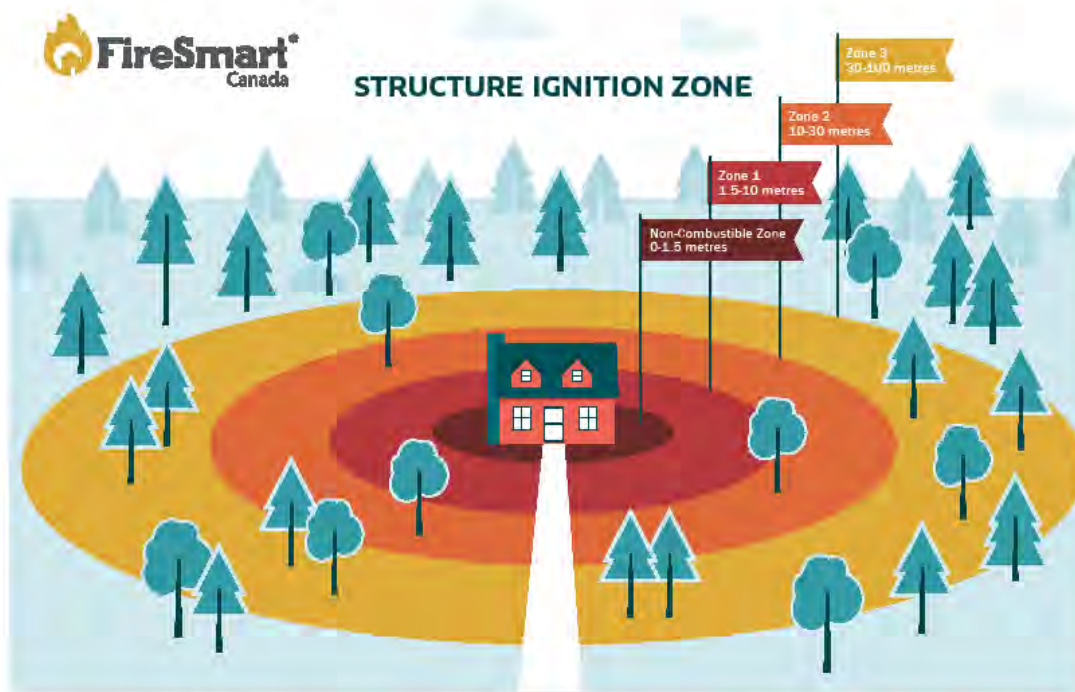 FireSmart*
Canada
STRUCTURE IGNITION ZONE
Zone 3
30-100 metres
Zone 2
10-30 metres
Zone 1
1.5-10 metres
Non-Combustible Zone
0-1.5 metres